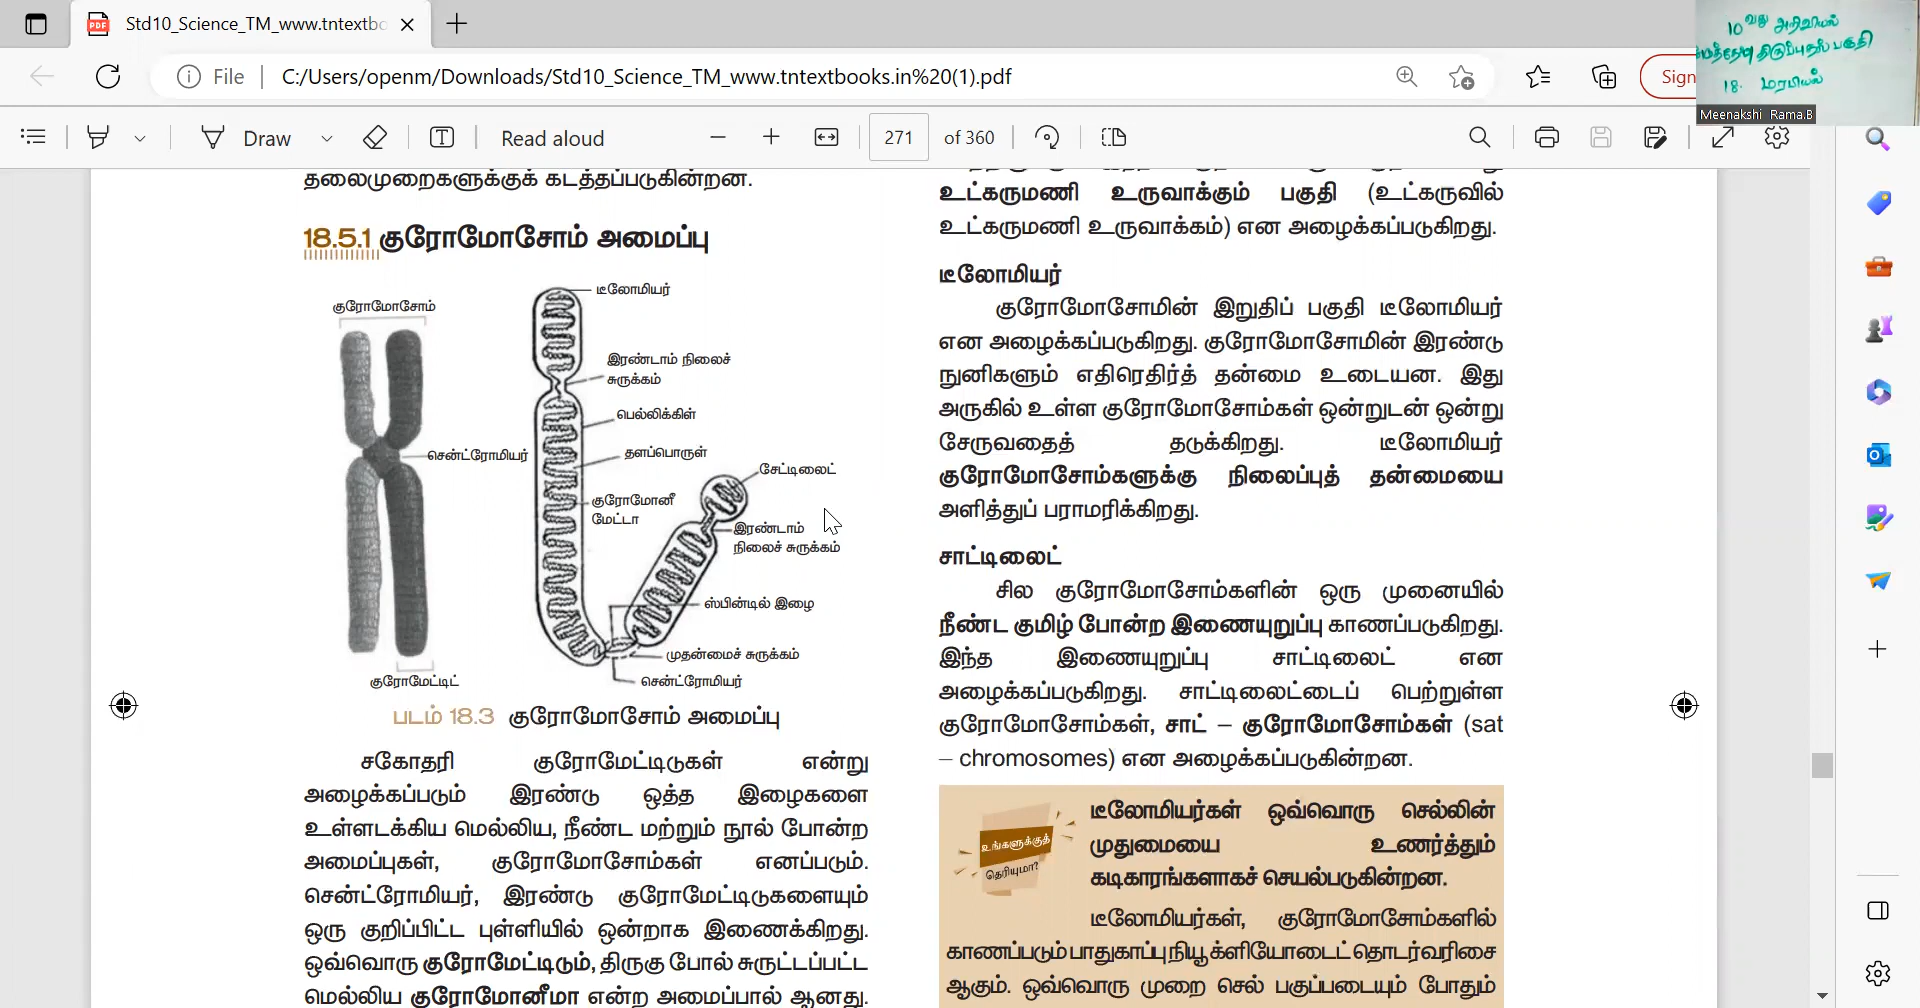 Std10_Science_TM_www.tntextbo
File
C:/Users/openm/Downloads/Std10_Science_TM_www.tntextbooks.in%20(1).pdf
Sign
10வது அறிவியல்
திருப்புதல் பகுதி
18. மரபியல்
Meenakshi Rama.B
Draw
Read aloud
271 of 360
தலைமுறைகளுக்குக் கடத்தப்படுகின்றன.
18.5.1 குரோமோசோம் அமைப்பு
குரோமோசோம்
டீலோமியர்
இரண்டாம் நிலைச்
சுருக்கம்
பெல்லிக்கிள்
சென்ட்ரோமியர்
தளப்பொருள்
சேட்டிலைட்
குரோமோனீ
மேட்டா
இரண்டாம்
நிலைச் சுருக்கம்
ஸ்பின்டில் இழை
முதன்மைச் சுருக்கம்
குரோமேட்டிட்
சென்ட்ரோமியர்
படம் 18.3 குரோமோசோம் அமைப்பு
சகோதரி குரோமேட்டிடுகள் என்று
அழைக்கப்படும் இரண்டு ஒத்த இழைகளை
உள்ளடக்கிய மெல்லிய, நீண்ட மற்றும் நூல் போன்ற
அமைப்புகள், குரோமோசோம்கள் எனப்படும்.
சென்ட்ரோமியர், இரண்டு குரோமேட்டிடுகளையும்
ஒரு குறிப்பிட்ட புள்ளியில் ஒன்றாக இணைக்கிறது.
ஒவ்வொரு குரோமேட்டிடும், திருகு போல் சுருட்டப்பட்ட
மெல்லிய குரோமோனீமா என்ற அமைப்பால் ஆனது.
உட்கருமணி உருவாக்கும் பகுதி (உட்கருவில்
உட்கருமணி உருவாக்கம்) என அழைக்கப்படுகிறது.
டீலோமியர்
குரோமோசோமின் இறுதிப் பகுதி டீலோமியர்
என அழைக்கப்படுகிறது. குரோமோசோமின் இரண்டு
நுனிகளும் எதிரெதிர்த் தன்மை உடையன. இது
அருகில் உள்ள குரோமோசோம்கள் ஒன்றுடன் ஒன்று
சேருவதைத் தடுக்கிறது. டீலோமியர்
குரோமோசோம்களுக்கு நிலைப்புத் தன்மையை
அளித்துப் பராமரிக்கிறது.
சாட்டிலைட்
சில குரோமோசோம்களின் ஒரு முனையில்
நீண்ட குமிழ் போன்ற இணையுறுப்பு காணப்படுகிறது.
இந்த இணையுறுப்பு சாட்டிலைட் என
அழைக்கப்படுகிறது. சாட்டிலைட்டைப் பெற்றுள்ள
குரோமோசோம்கள், சாட் – குரோமோசோம்கள் (sat
– chromosomes) என அழைக்கப்படுகின்றன.
உங்களுக்குத்
தெரியுமா?
டீலோமியர்கள் ஒவ்வொரு செல்லின்
முதுமையை உணர்த்தும்
கடிகாரங்களாகச் செயல்படுகின்றன.
டீலோமியர்கள், குரோமோசோம்களில்
காணப்படும் பாதுகாப்பு நியூக்ளியோடைட் தொடர்வரிசை
ஆகும். ஒவ்வொரு முறை செல் பகுப்படையும் போதும்